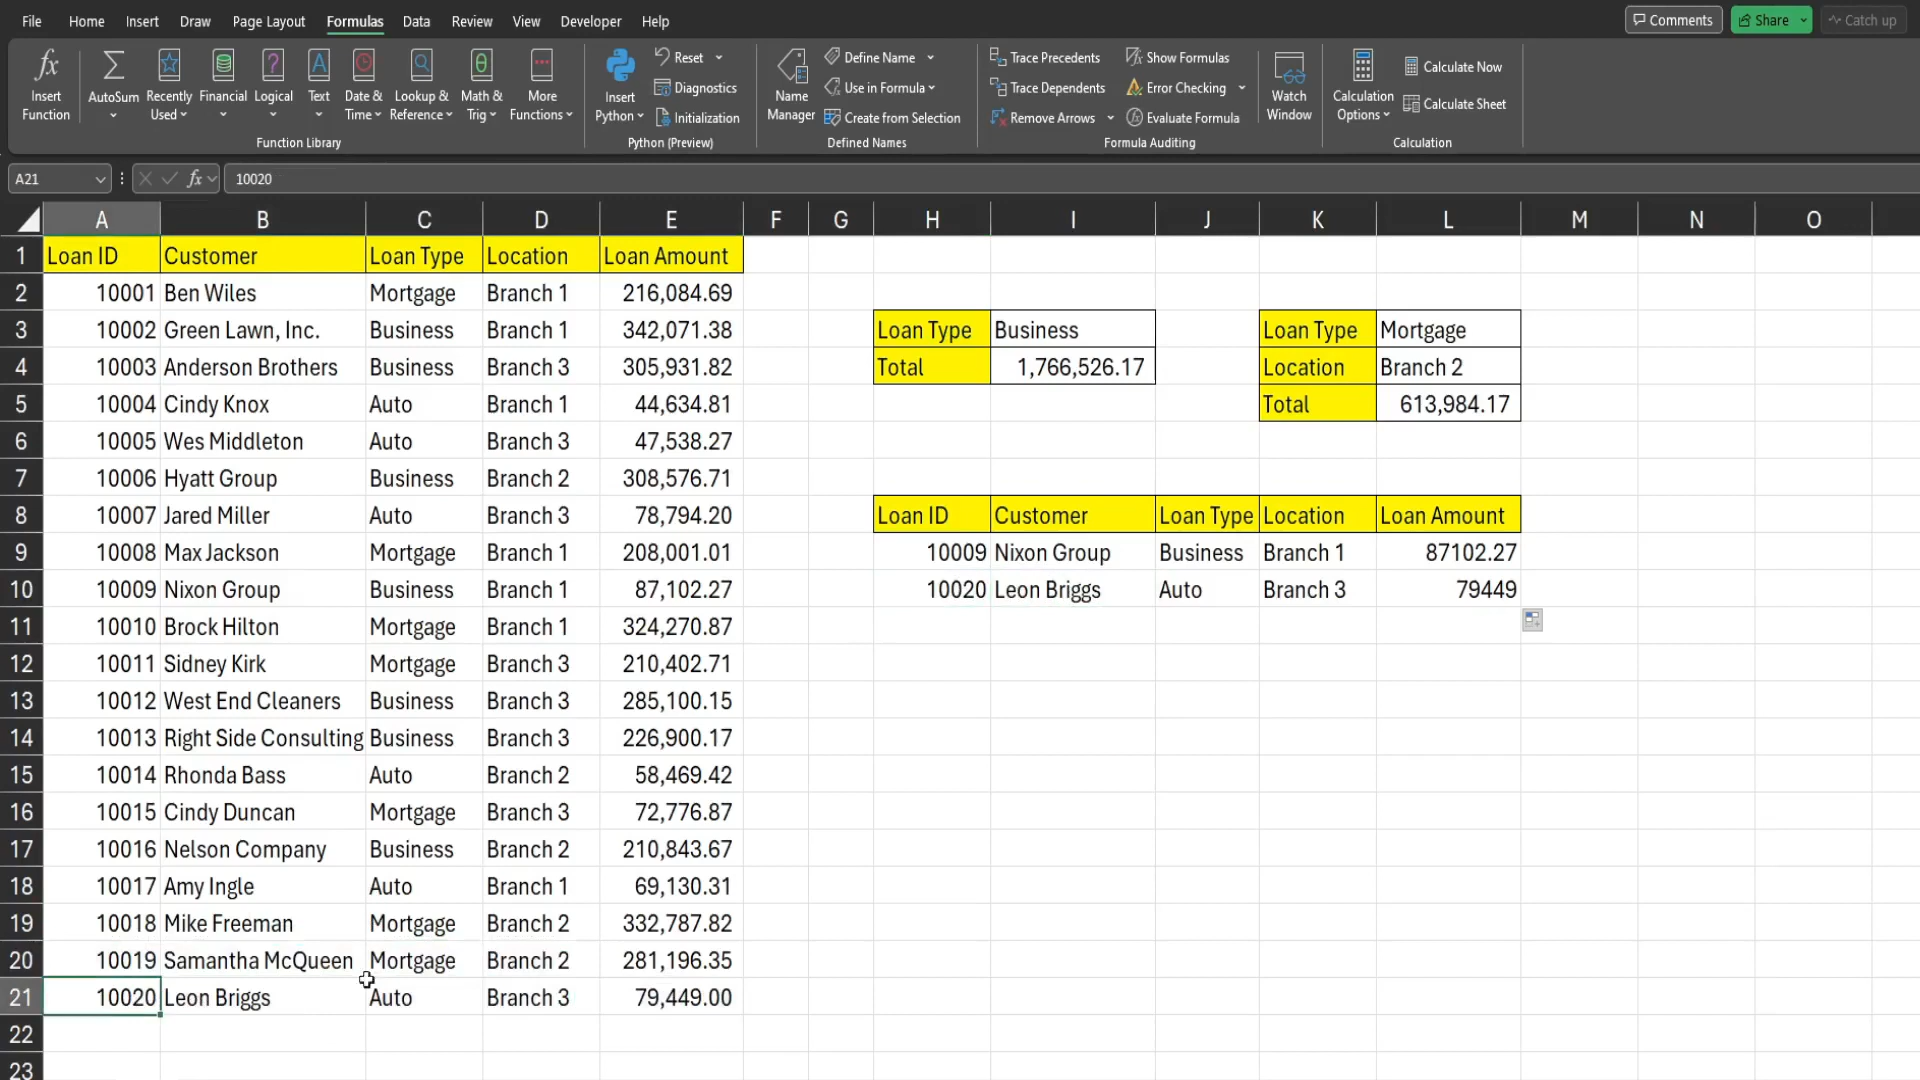 File Home Insert Draw Page Layout Formulas Data Review View Developer Help Comments Share Catch up
Insert Function
AutoSum
Recently Used
Financial
Logical
Text
Date & Time
Lookup & Reference
Math & Trig
More Functions
Function Library
Insert Python
Reset
Diagnostics
Initialization
Python (Preview)
Name Manager
Define Name
Use in Formula
Create from Selection
Defined Names
Trace Precedents
Trace Dependents
Remove Arrows
Show Formulas
Error Checking
Evaluate Formula
Formula Auditing
Watch Window
Calculation Options
Calculate Now
Calculate Sheet
Calculation
A21 fx 10020
A B C D E F G H I J K L M N O
1 Loan ID Customer Loan Type Location Loan Amount
2 10001 Ben Wiles Mortgage Branch 1 216,084.69
3 10002 Green Lawn, Inc. Business Branch 1 342,071.38 Loan Type Business Loan Type Mortgage
4 10003 Anderson Brothers Business Branch 3 305,931.82 Total 1,766,526.17 Location Branch 2
5 10004 Cindy Knox Auto Branch 1 44,634.81 Total 613,984.17
6 10005 Wes Middleton Auto Branch 3 47,538.27
7 10006 Hyatt Group Business Branch 2 308,576.71
8 10007 Jared Miller Auto Branch 3 78,794.20 Loan ID Customer Loan Type Location Loan Amount
9 10008 Max Jackson Mortgage Branch 1 208,001.01 10009 Nixon Group Business Branch 1 87102.27
10 10009 Nixon Group Business Branch 1 87,102.27 10020 Leon Briggs Auto Branch 3 79449
11 10010 Brock Hilton Mortgage Branch 1 324,270.87
12 10011 Sidney Kirk Mortgage Branch 3 210,402.71
13 10012 West End Cleaners Business Branch 3 285,100.15
14 10013 Right Side Consulting Business Branch 3 226,900.17
15 10014 Rhonda Bass Auto Branch 2 58,469.42
16 10015 Cindy Duncan Mortgage Branch 3 72,776.87
17 10016 Nelson Company Business Branch 2 210,843.67
18 10017 Amy Ingle Auto Branch 1 69,130.31
19 10018 Mike Freeman Mortgage Branch 2 332,787.82
20 10019 Samantha McQueen Mortgage Branch 2 281,196.35
21 10020 Leon Briggs Auto Branch 3 79,449.00
22
23